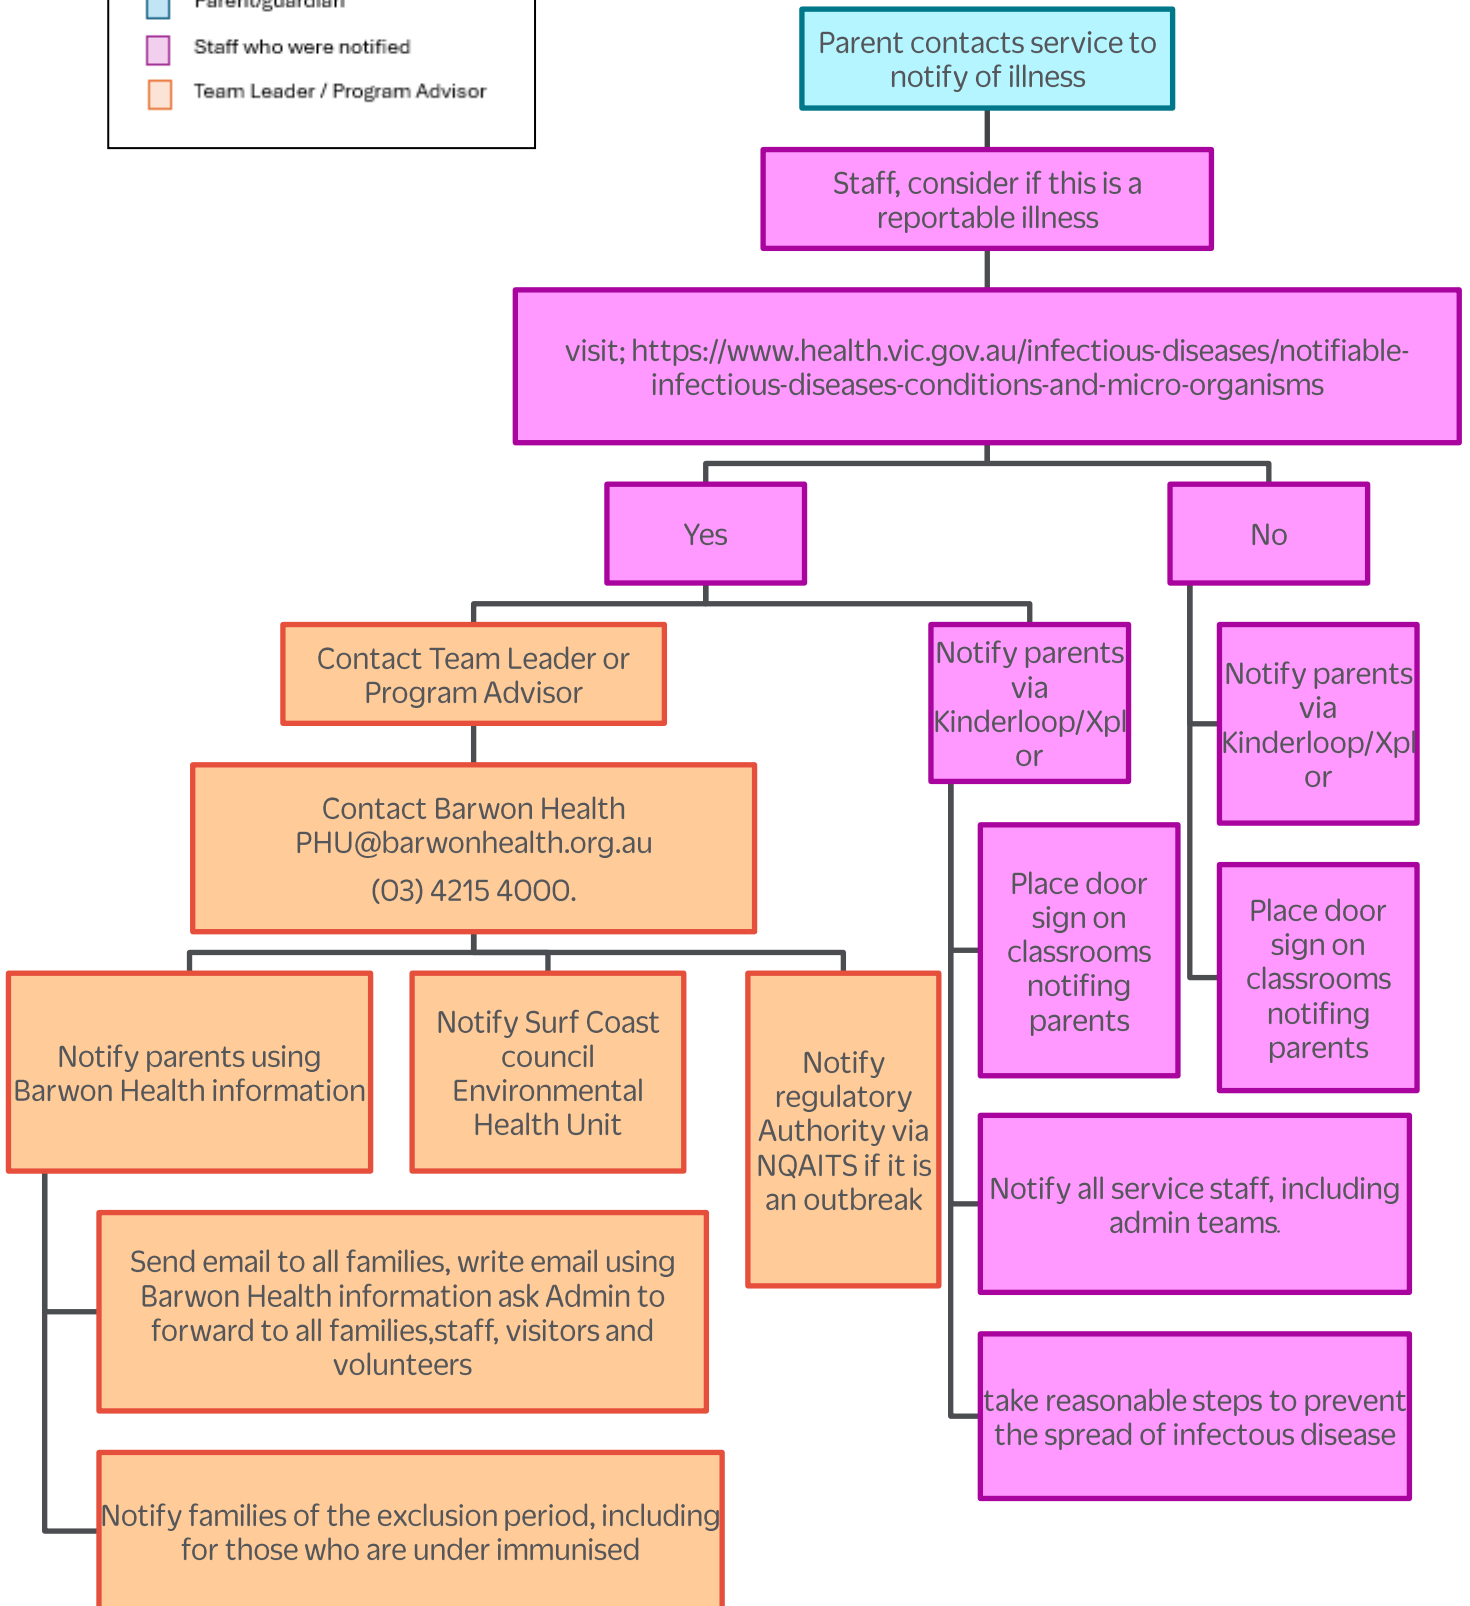 Parent/guardian
Staff who were notified
Team Leader / Program Advisor
Parent contacts service to
notify of illness
Staff, consider if this is a
reportable illness
visit; https://www.health.vic.gov.au/infectious-diseases/notifiable-
infectious-diseases-conditions-and-micro-organisms
Yes
No
Contact Team Leader or
Program Advisor
Contact Barwon Health
PHU@barwonhealth.org.au
(03) 4215 4000.
Notify parents using
Barwon Health information
Send email to all families, write email using
Barwon Health information ask Admin to
forward to all families,staff, visitors and
volunteers
Notify families of the exclusion period, including
for those who are under immunised
Notify Surf Coast
council
Environmental
Health Unit
Notify
regulatory
Authority via
NQAITS if it is
an outbreak
Notify parents
via
Kinderloop/Xpl
or
Place door
sign on
classrooms
notifing
parents
Notify all service staff, including
admin teams.
take reasonable steps to prevent
the spread of infectous disease
Notify parents
via
Kinderloop/Xpl
or
Place door
sign on
classrooms
notifing
parents